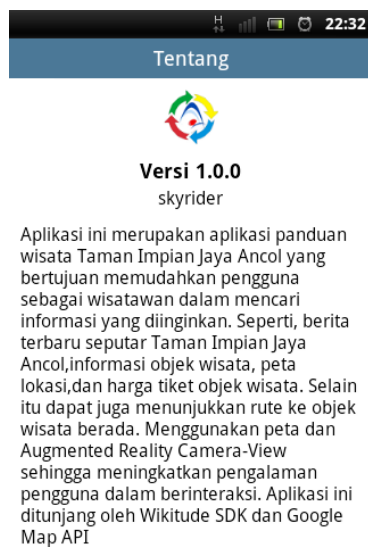 H 22:32
Tentang
Versi 1.0.0
skyrider
Aplikasi ini merupakan aplikasi panduan
wisata Taman Impian Jaya Ancol yang
bertujuan memudahkan pengguna
sebagai wisatawan dalam mencari
informasi yang diinginkan. Seperti, berita
terbaru seputar Taman Impian Jaya
Ancol,informasi objek wisata, peta
lokasi,dan harga tiket objek wisata. Selain
itu dapat juga menunjukkan rute ke objek
wisata berada. Menggunakan peta dan
Augmented Reality Camera-View
sehingga meningkatkan pengalaman
pengguna dalam berinteraksi. Aplikasi ini
ditunjang oleh Wikitude SDK dan Google
Map API